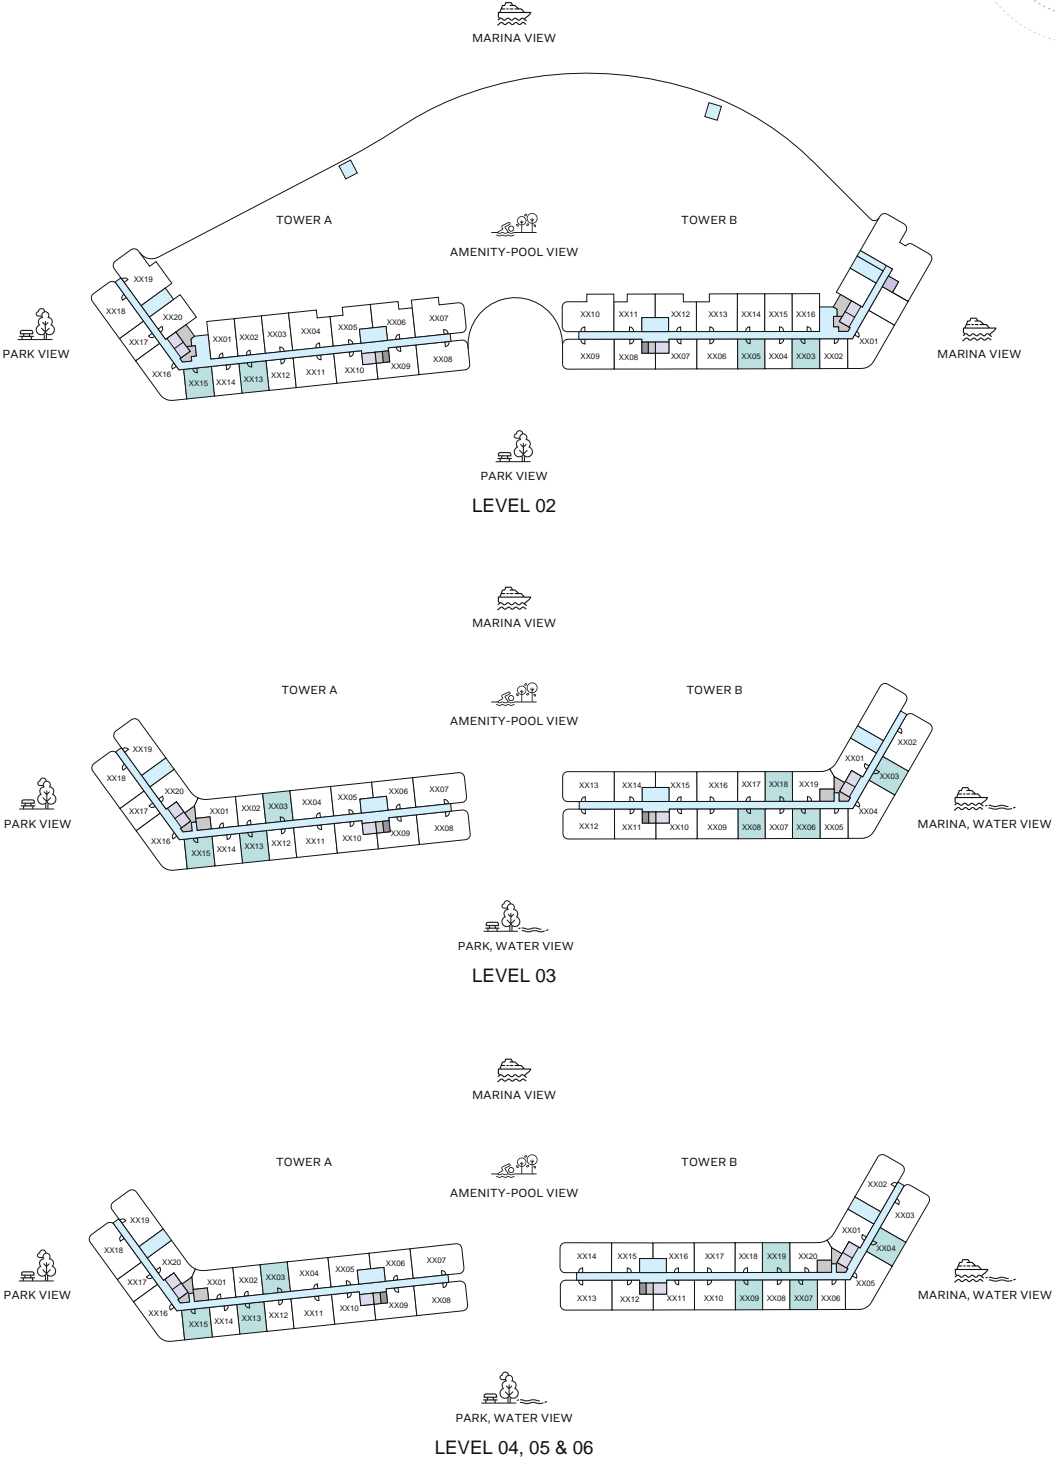 MARINA VIEW
TOWER A
TOWER B
AMENITY-POOL VIEW
XX19
XX18
XX20
XX17
XX16
XX01
XX02
XX03
XX04
XX05
XX06
XX07
XX15
XX14
XX13
XX12
XX11
XX10
XX09
XX08
XX10
XX11
XX12
XX13
XX14
XX15
XX16
XX01
XX09
XX08
XX07
XX06
XX05
XX04
XX03
XX02
PARK VIEW
MARINA VIEW
PARK VIEW
LEVEL 02
MARINA VIEW
TOWER A
TOWER B
AMENITY-POOL VIEW
XX19
XX18
XX20
XX17
XX16
XX01
XX02
XX03
XX04
XX05
XX06
XX07
XX15
XX14
XX13
XX12
XX11
XX10
XX09
XX08
XX02
XX01
XX03
XX04
XX13
XX14
XX15
XX16
XX17
XX18
XX19
XX12
XX11
XX10
XX09
XX08
XX07
XX06
XX05
PARK VIEW
MARINA, WATER VIEW
PARK, WATER VIEW
LEVEL 03
MARINA VIEW
TOWER A
TOWER B
AMENITY-POOL VIEW
XX19
XX18
XX20
XX17
XX16
XX01
XX02
XX03
XX04
XX05
XX06
XX07
XX15
XX14
XX13
XX12
XX11
XX10
XX09
XX08
XX02
XX03
XX01
XX04
XX05
XX14
XX15
XX16
XX17
XX18
XX19
XX20
XX13
XX12
XX11
XX10
XX09
XX08
XX07
XX06
PARK VIEW
MARINA, WATER VIEW
PARK, WATER VIEW
LEVEL 04, 05 & 06